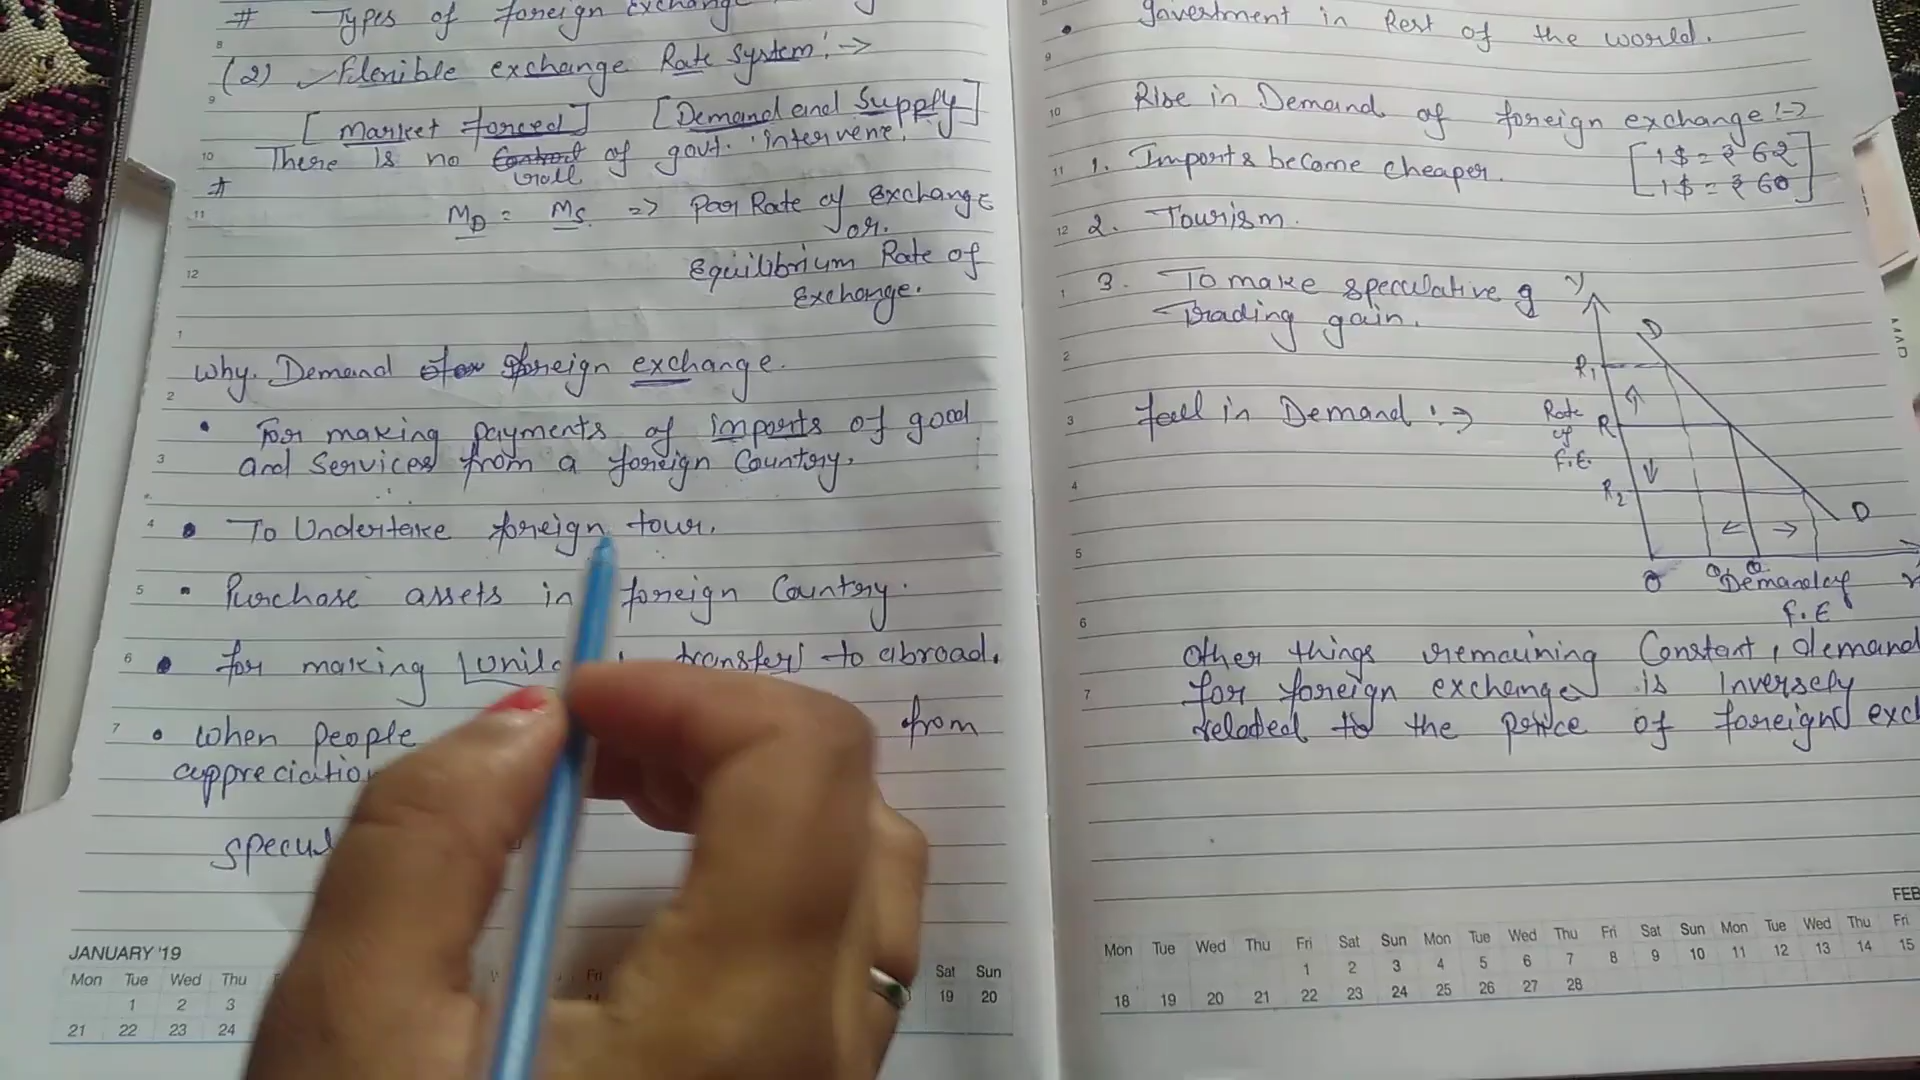 # Types of foreign exchange
(2) Flexible exchange Rate System :->
[Market forced] [Demand and Supply]
There is no roll of govt. intervene.
#
MD = MS => Par Rate of Exchange
or.
Equilibrium Rate of
Exchange.
Why Demand foreign exchange.
• For making payments of imports of good
and Services from a foreign Country.
• To Undertake foreign tour.
• Purchase assets in foreign Country.
• for making transfer to abroad.
• When people from
appreciation
JANUARY '19
Mon Tue Wed Thu Fri Sat Sun
1 2 3 19 20
21 22 23 24
• in Rest of the world.
Rise in Demand of foreign exchange :->
1. Imports become cheaper. [1$ = ₹ 62
1$ = ₹ 60]
2. Tourism.
3. To make speculative g
Trading gain.
fall in Demand :->
Y
D
R1
Rate
of
F.E.
R
R2
D
O Q1 Q Demand of
F.E
Other things remaining Constant, demand
for foreign exchange is inversely
related to the price of foreign
FEB
Mon Tue Wed Thu Fri Sat Sun Mon Tue Wed Thu Fri Sat Sun Mon Tue Wed Thu Fri
1 2 3 4 5 6 7 8 9 10 11 12 13 14 15
18 19 20 21 22 23 24 25 26 27 28